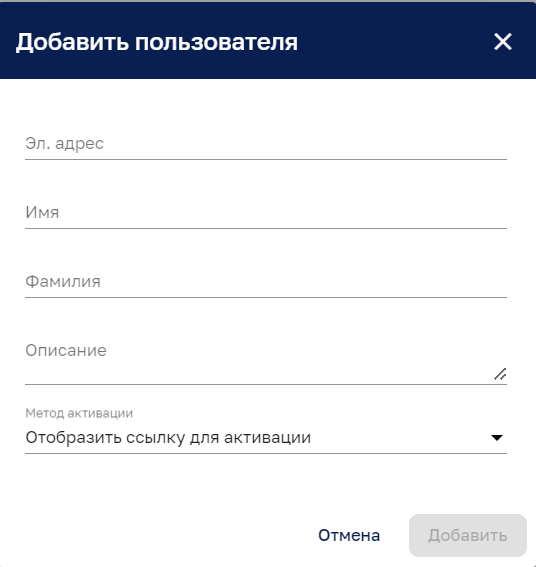 Добавить пользователя
Эл. адрес
Имя
Фамилия
Описание
Метод активации
Отобразить ссылку для активации
Отмена
Добавить